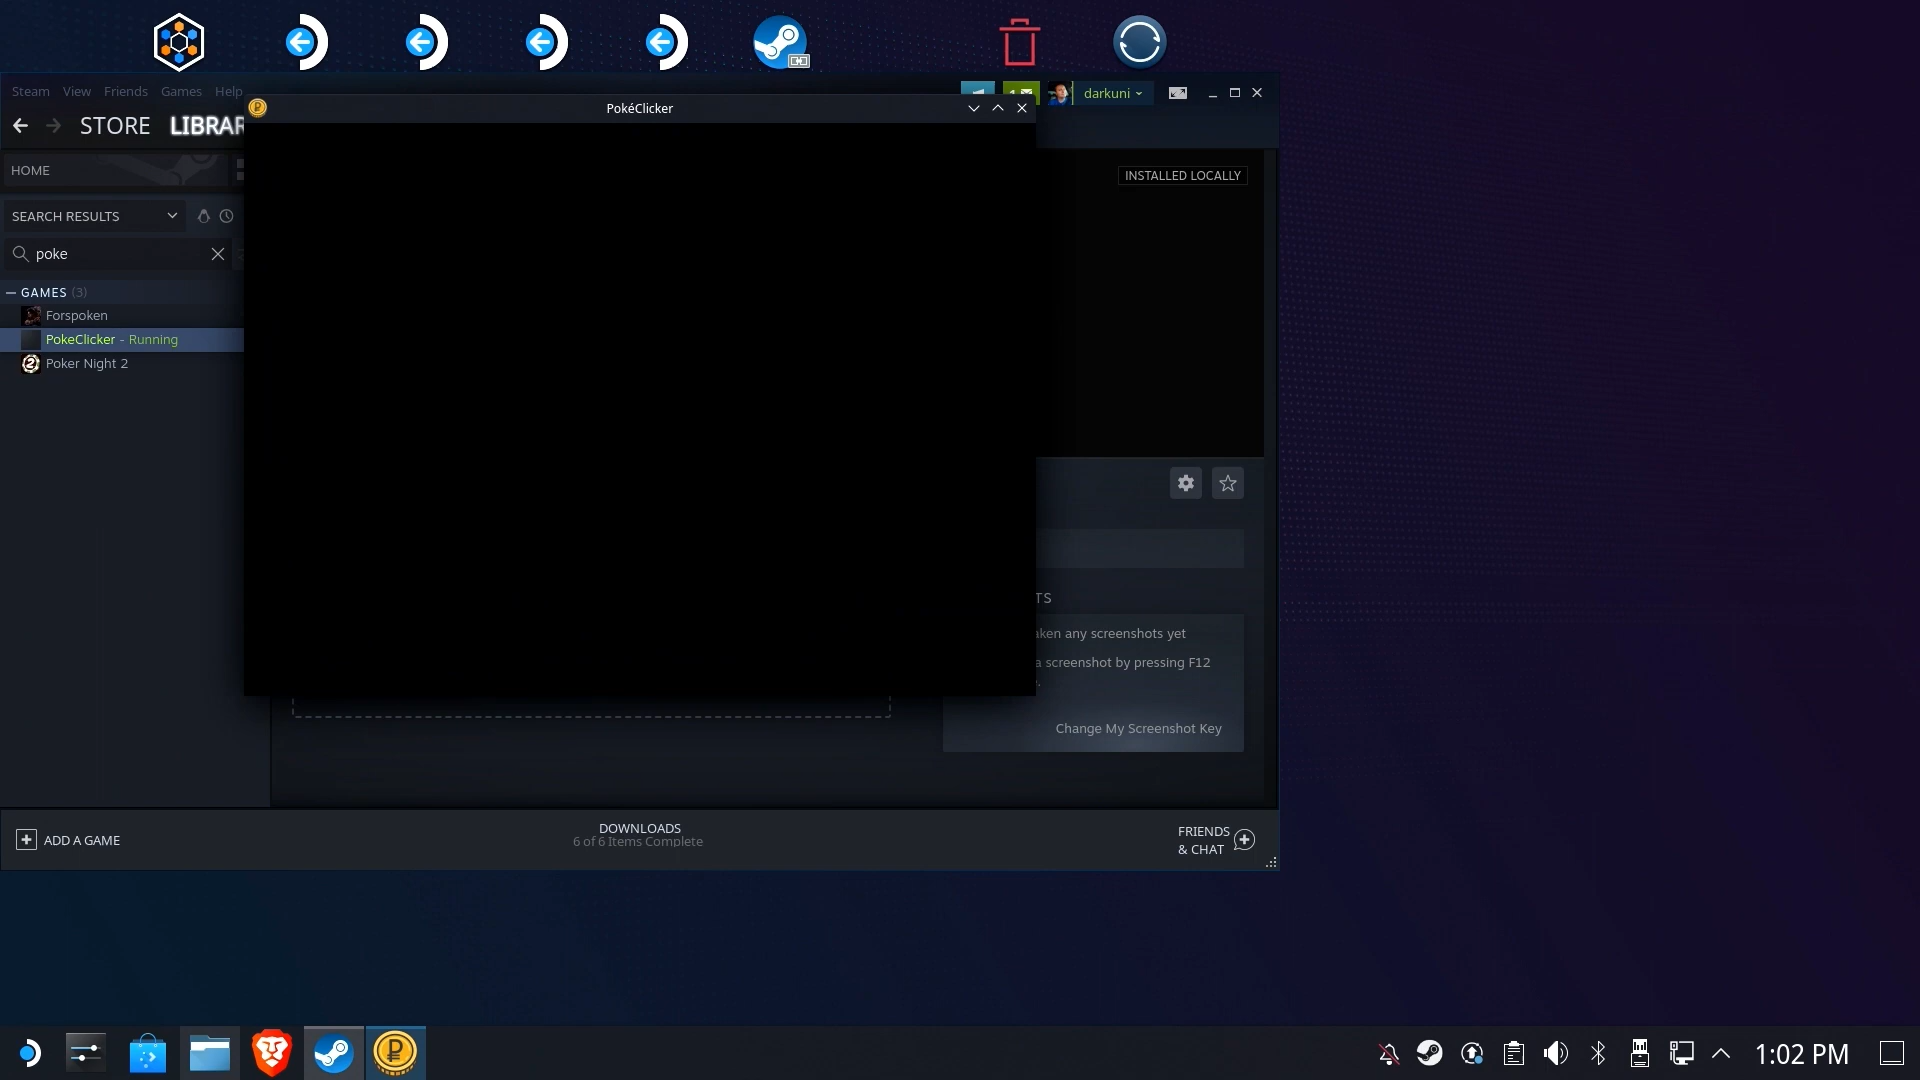 Steam View Friends Games Help
darkuni
PokéClicker
STORE LIBRAR
HOME
INSTALLED LOCALLY
SEARCH RESULTS
poke
GAMES (3)
Forspoken
PokeClicker - Running
Poker Night 2
TS
aken any screenshots yet
a screenshot by pressing F12
Change My Screenshot Key
ADD A GAME
DOWNLOADS
6 of 6 Items Complete
FRIENDS
& CHAT
1:02 PM